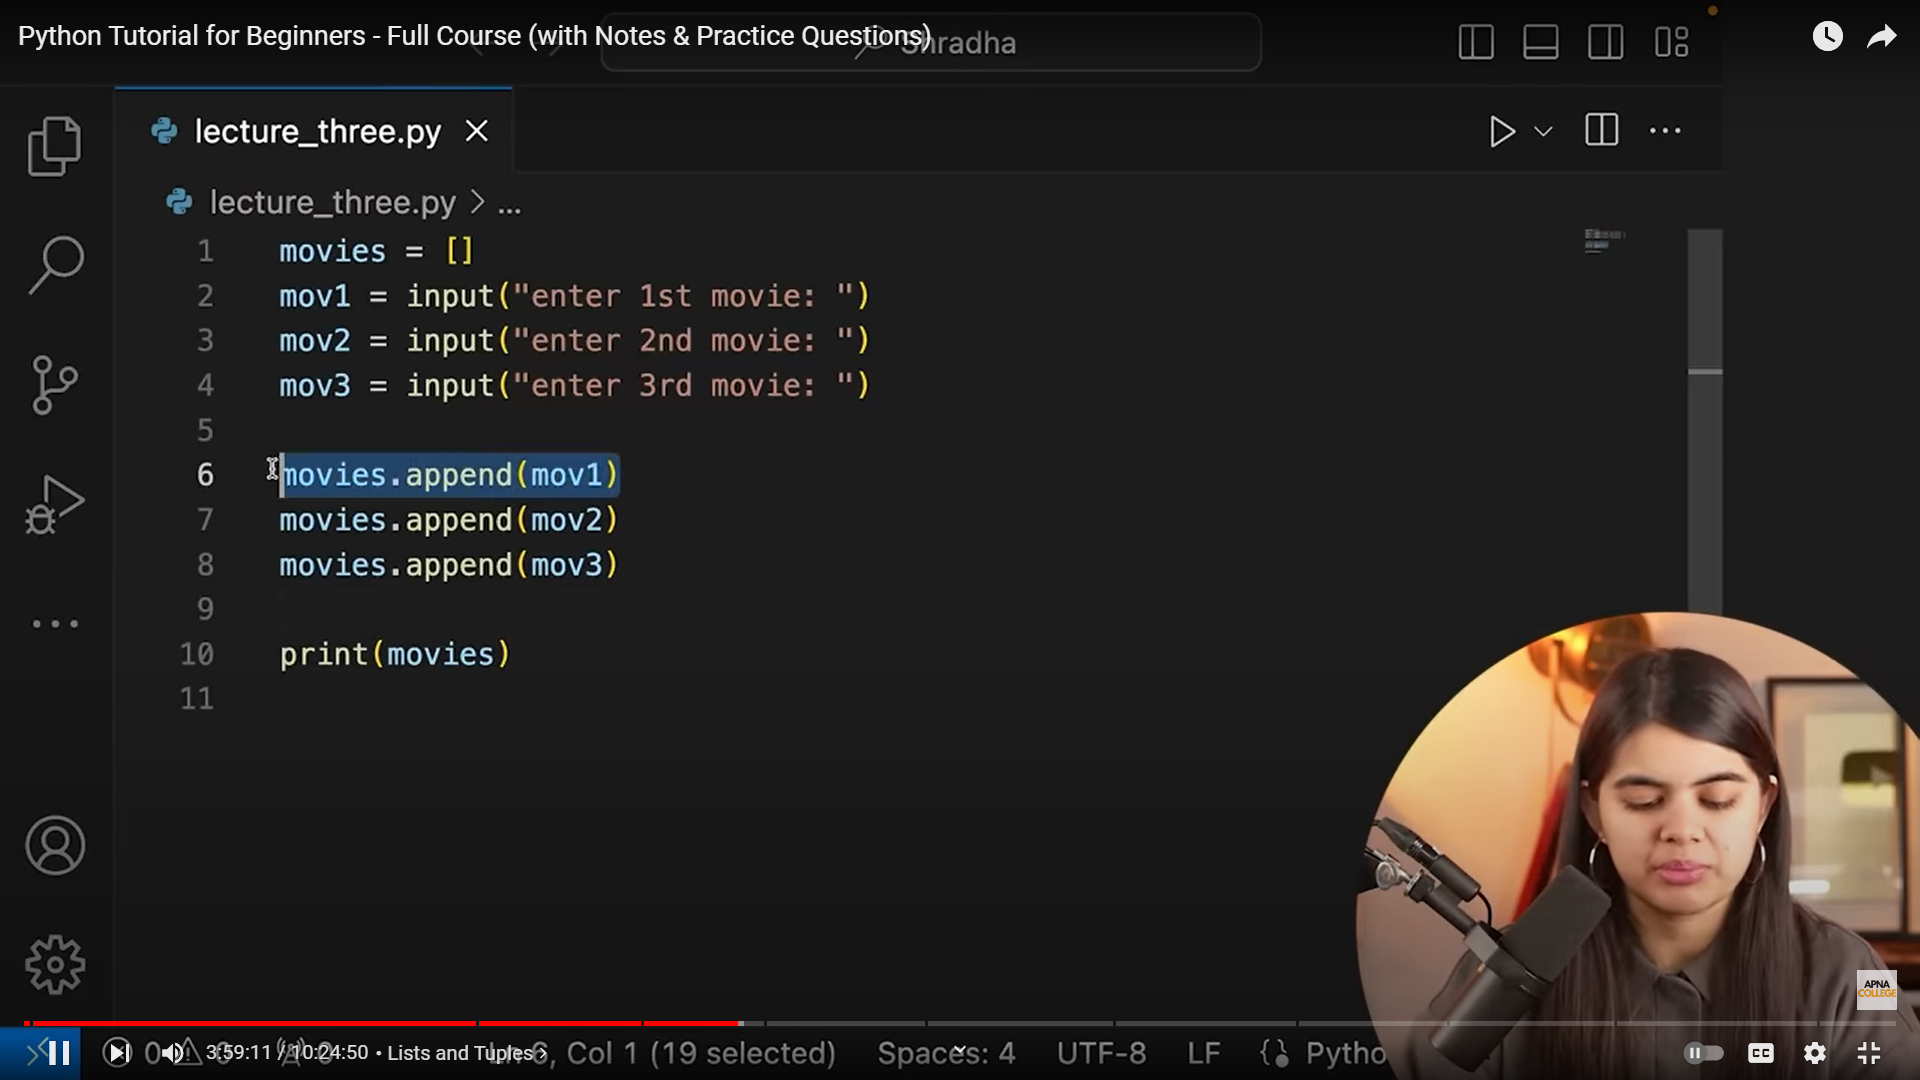 Python Tutorial for Beginners - Full Course (with Notes & Practice Questions)
Shradha
lecture_three.py
lecture_three.py > ...
1 movies = []
2 mov1 = input("enter 1st movie: ")
3 mov2 = input("enter 2nd movie: ")
4 mov3 = input("enter 3rd movie: ")
5
6 movies.append(mov1)
7 movies.append(mov2)
8 movies.append(mov3)
9
10 print(movies)
11
APNA
COLLEGE
3:59:11 / 10:24:50 • Lists and Tuples >
6, Col 1 (19 selected)
Spaces: 4
UTF-8
LF
CC